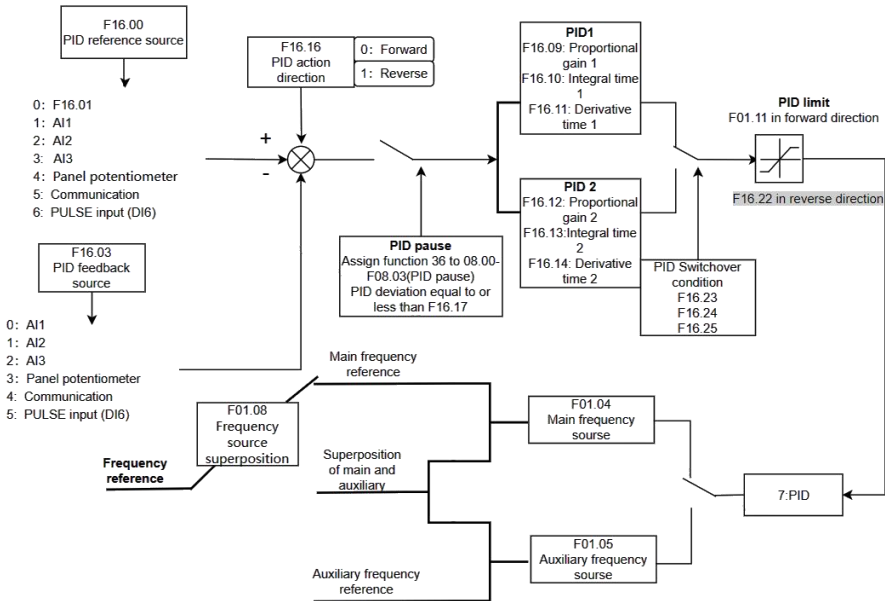 F16.00
PID reference source
0: F16.01
1: AI1
2: AI2
3: AI3
4: Panel potentiometer
5: Communication
6: PULSE input (DI6)
F16.03
PID feedback
source
0: AI1
1: AI2
2: AI3
3: Panel potentiometer
4: Communication
5: PULSE input (DI6)
F16.16
PID action
direction
0: Forward
1: Reverse
+
-
PID pause
Assign function 36 to 08.00-
F08.03(PID pause)
PID deviation equal to or
less than F16.17
PID1
F16.09: Proportional
gain 1
F16.10: Integral time
1
F16.11: Derivative
time 1
PID 2
F16.12: Proportional
gain 2
F16.13:Integral time
2
F16.14: Derivative
time 2
PID Switchover
condition
F16.23
F16.24
F16.25
PID limit
F01.11 in forward direction
F16.22 in reverse direction
Main frequency
reference
F01.08
Frequency
source
superposition
Frequency
reference
Superposition
of main and
auxiliary
Auxiliary frequency
reference
F01.04
Main frequency
sourse
F01.05
Auxiliary frequency
sourse
7:PID